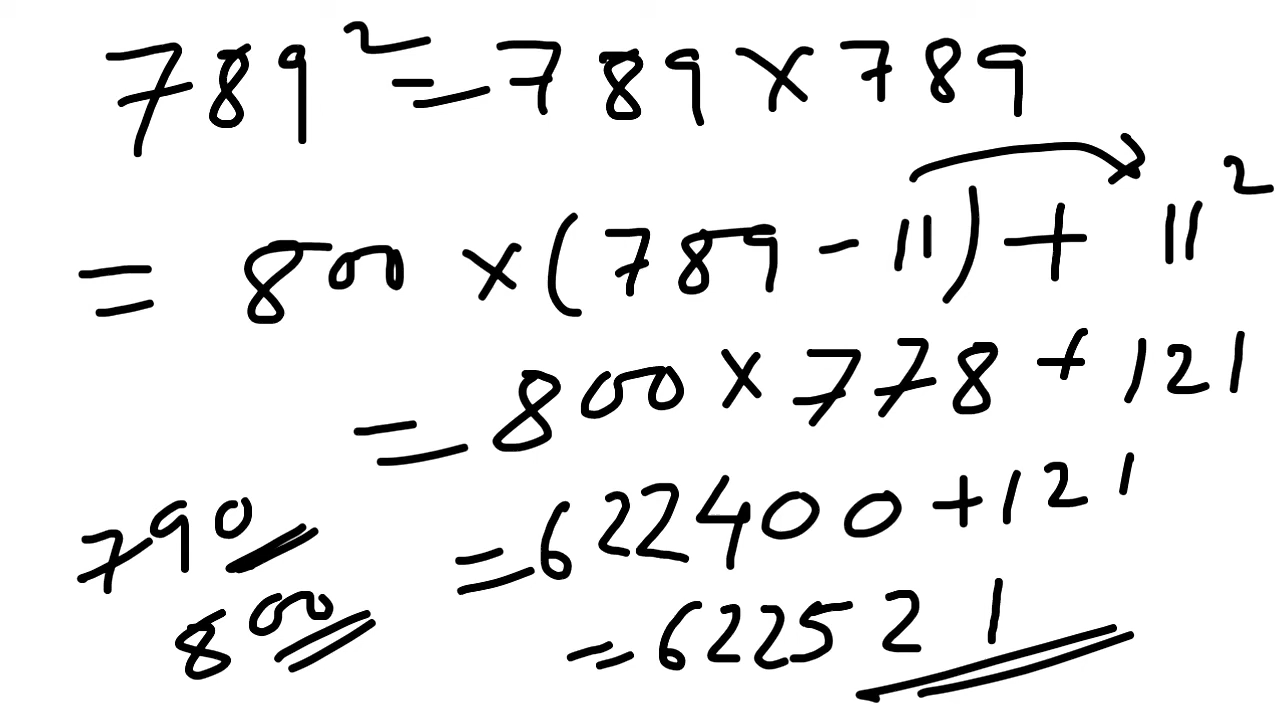 789² = 789 × 789
= 800 × (789 - 11) + 11²
= 800 × 778 + 121
= 622400 + 121
= 622521
790
800